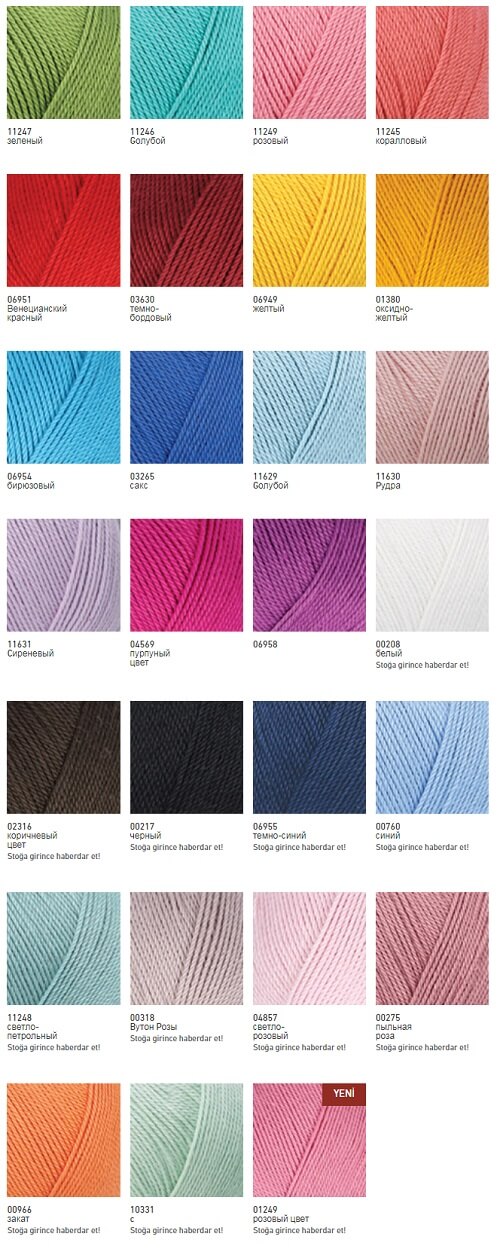 11247
зеленый
11246
Голубой
11249
розовый
11245
коралловый
06951
Венецианский
красный
03630
темно-
бордовый
06949
желтый
01380
оксидно-
желтый
06954
бирюзовый
03265
сакс
11629
Голубой
11630
Рудра
11631
Сиреневый
04569
пурпуный
цвет
06958
00208
белый
Stoğa girince haberdar et!
02316
коричневый
цвет
Stoğa girince haberdar et!
00217
черный
Stoğa girince haberdar et!
06955
темно-синий
Stoğa girince haberdar et!
00760
синий
Stoğa girince haberdar et!
11248
светло-
петрольный
Stoğa girince haberdar et!
00318
Вутон Розы
Stoğa girince haberdar et!
04857
светло-
розовый
Stoğa girince haberdar et!
00275
пыльная
роза
Stoğa girince haberdar et!
YENİ
00966
закат
Stoğa girince haberdar et!
10331
с
Stoğa girince haberdar et!
01249
розовый цвет
Stoğa girince haberdar et!